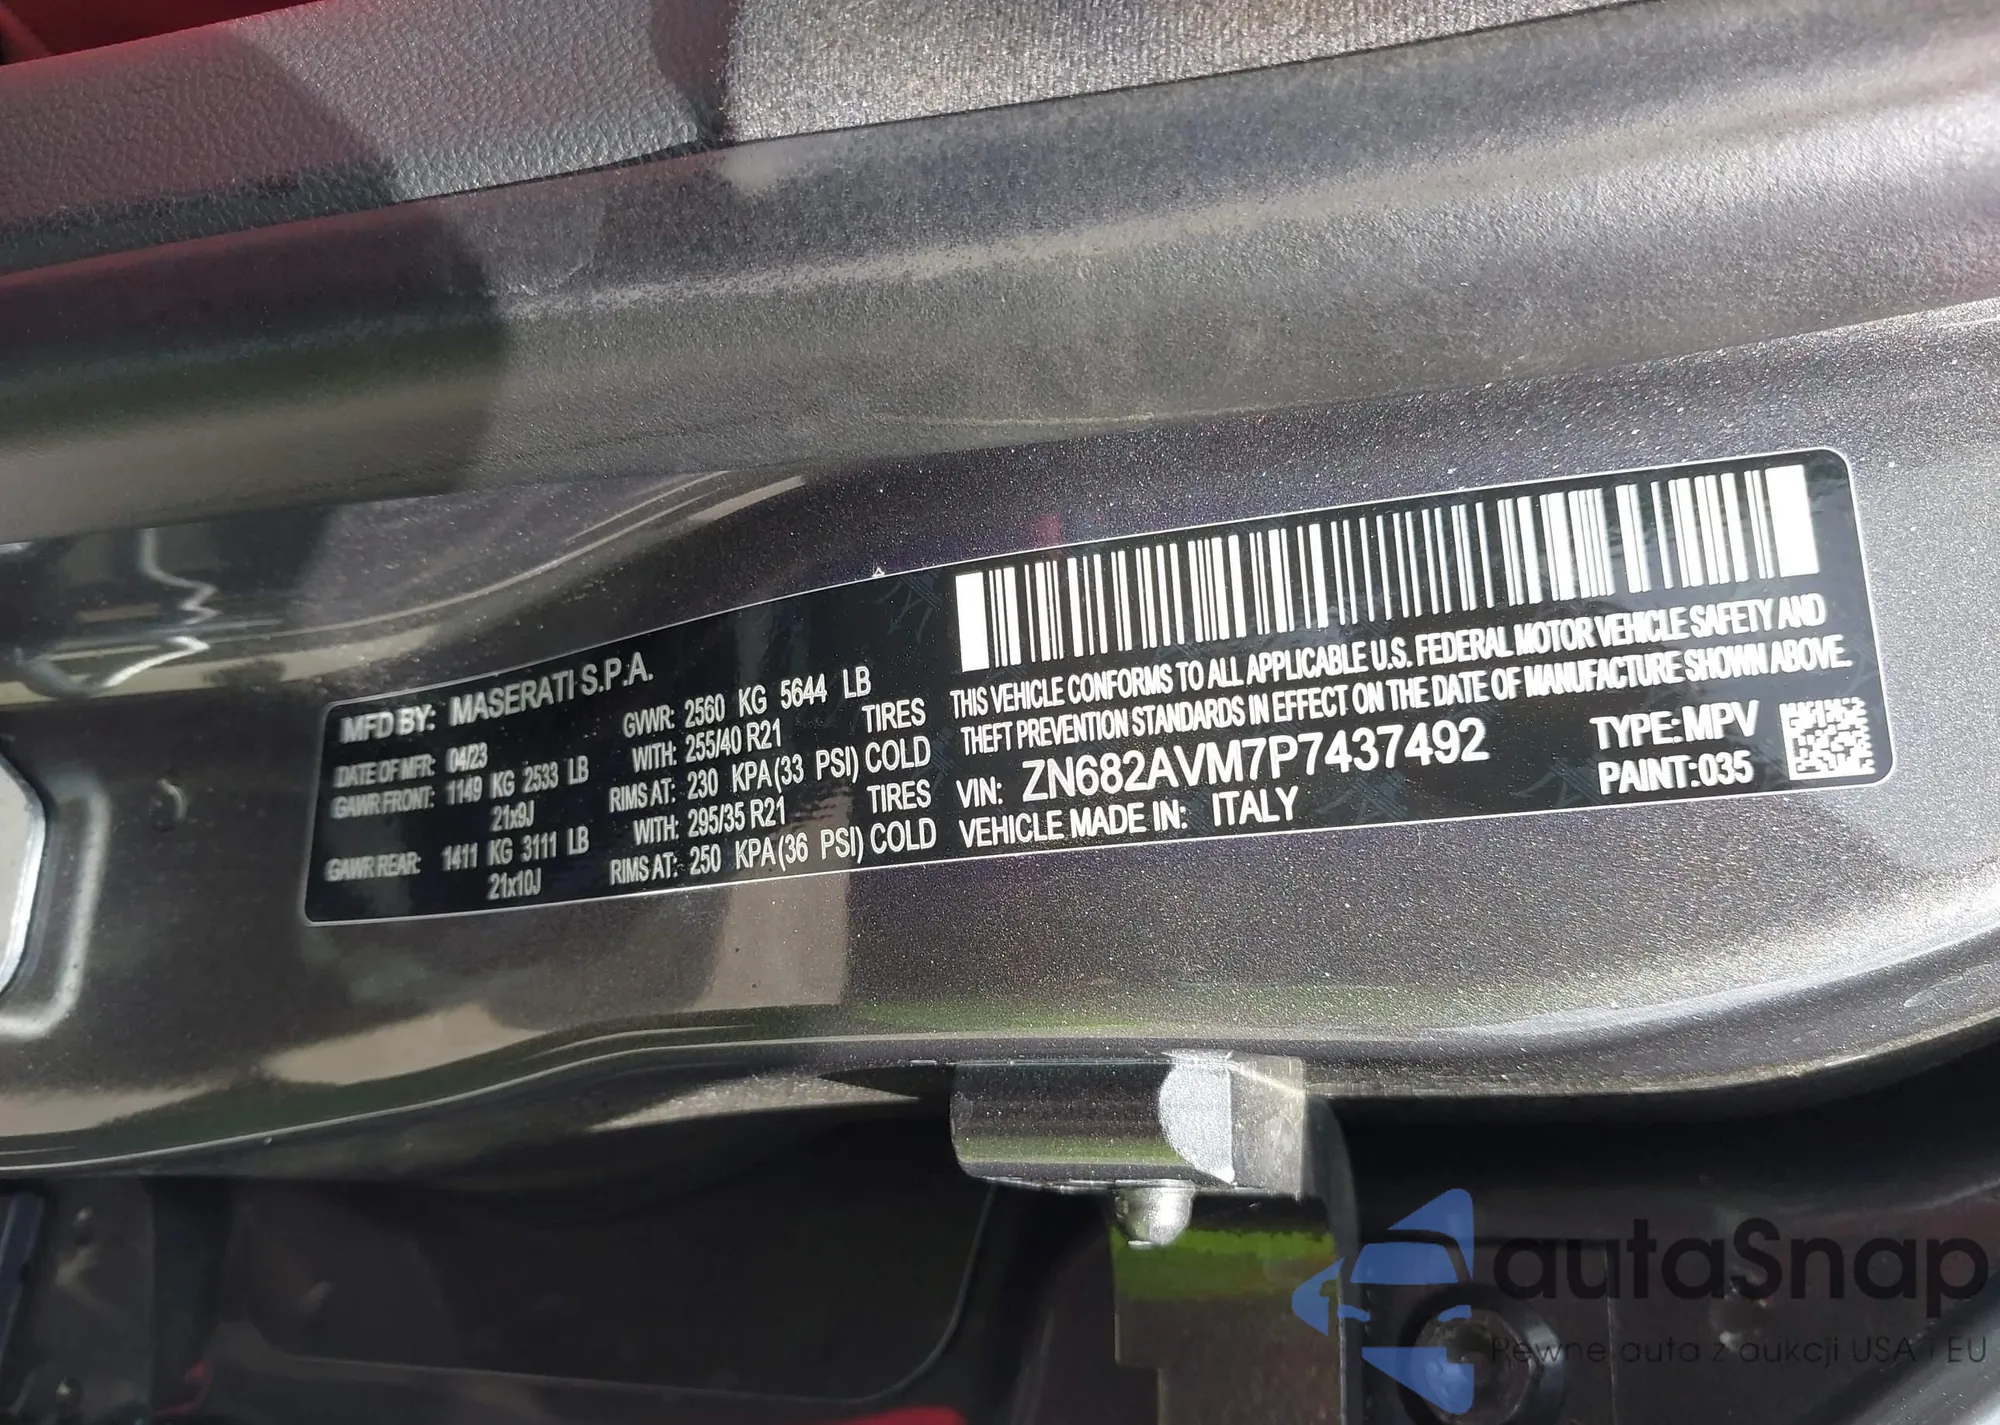 MFD BY: MASERATI S.P.A.
DATE OF MFR: 04/23
GVWR: 2560 KG 5644 LB
GAWR FRONT: 1149 KG 2533 LB WITH: 255/40 R21 TIRES
21x9J RIMS AT: 230 KPA(33 PSI) COLD
GAWR REAR: 1411 KG 3111 LB WITH: 295/35 R21 TIRES
21x10J RIMS AT: 250 KPA(36 PSI) COLD
THIS VEHICLE CONFORMS TO ALL APPLICABLE U.S. FEDERAL MOTOR VEHICLE SAFETY AND
THEFT PREVENTION STANDARDS IN EFFECT ON THE DATE OF MANUFACTURE SHOWN ABOVE.
VIN: ZN682AVM7P7437492
TYPE:MPV
VEHICLE MADE IN: ITALY
PAINT:035
autaSnap
Pewne auta z aukcji USA i EU